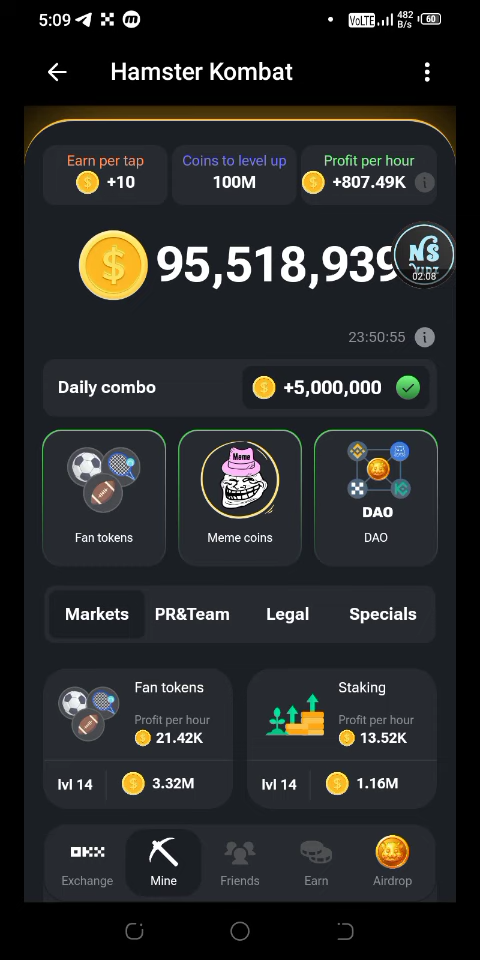 5:09
VoLTE
482
B/s
60
Hamster Kombat
Earn per tap
+10
Coins to level up
100M
Profit per hour
+807.49K
95,518,939
NS
02:08
23:50:55
Daily combo
+5,000,000
Fan tokens
Meme
Meme coins
DAO
DAO
Markets
PR&Team
Legal
Specials
Fan tokens
Profit per hour
21.42K
lvl 14
3.32M
Staking
Profit per hour
13.52K
lvl 14
1.16M
Exchange
Mine
Friends
Earn
Airdrop